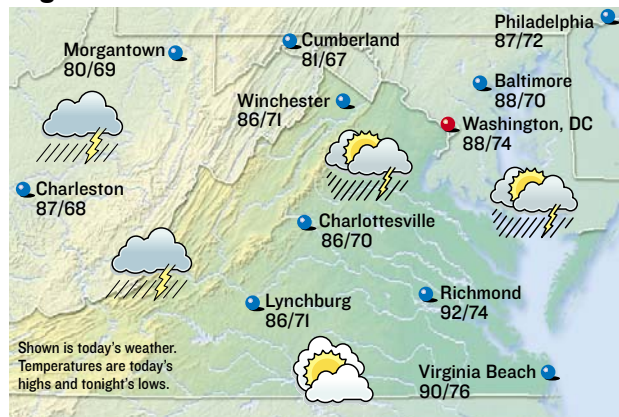 Philadelphia
87/72
Morgantown
80/69
Cumberland
81/67
Baltimore
88/70
Winchester
86/71
Washington, DC
88/74
Charleston
87/68
Charlottesville
86/70
Lynchburg
86/71
Richmond
92/74
Shown is today's weather.
Temperatures are today's
highs and tonight's lows.
Virginia Beach
90/76